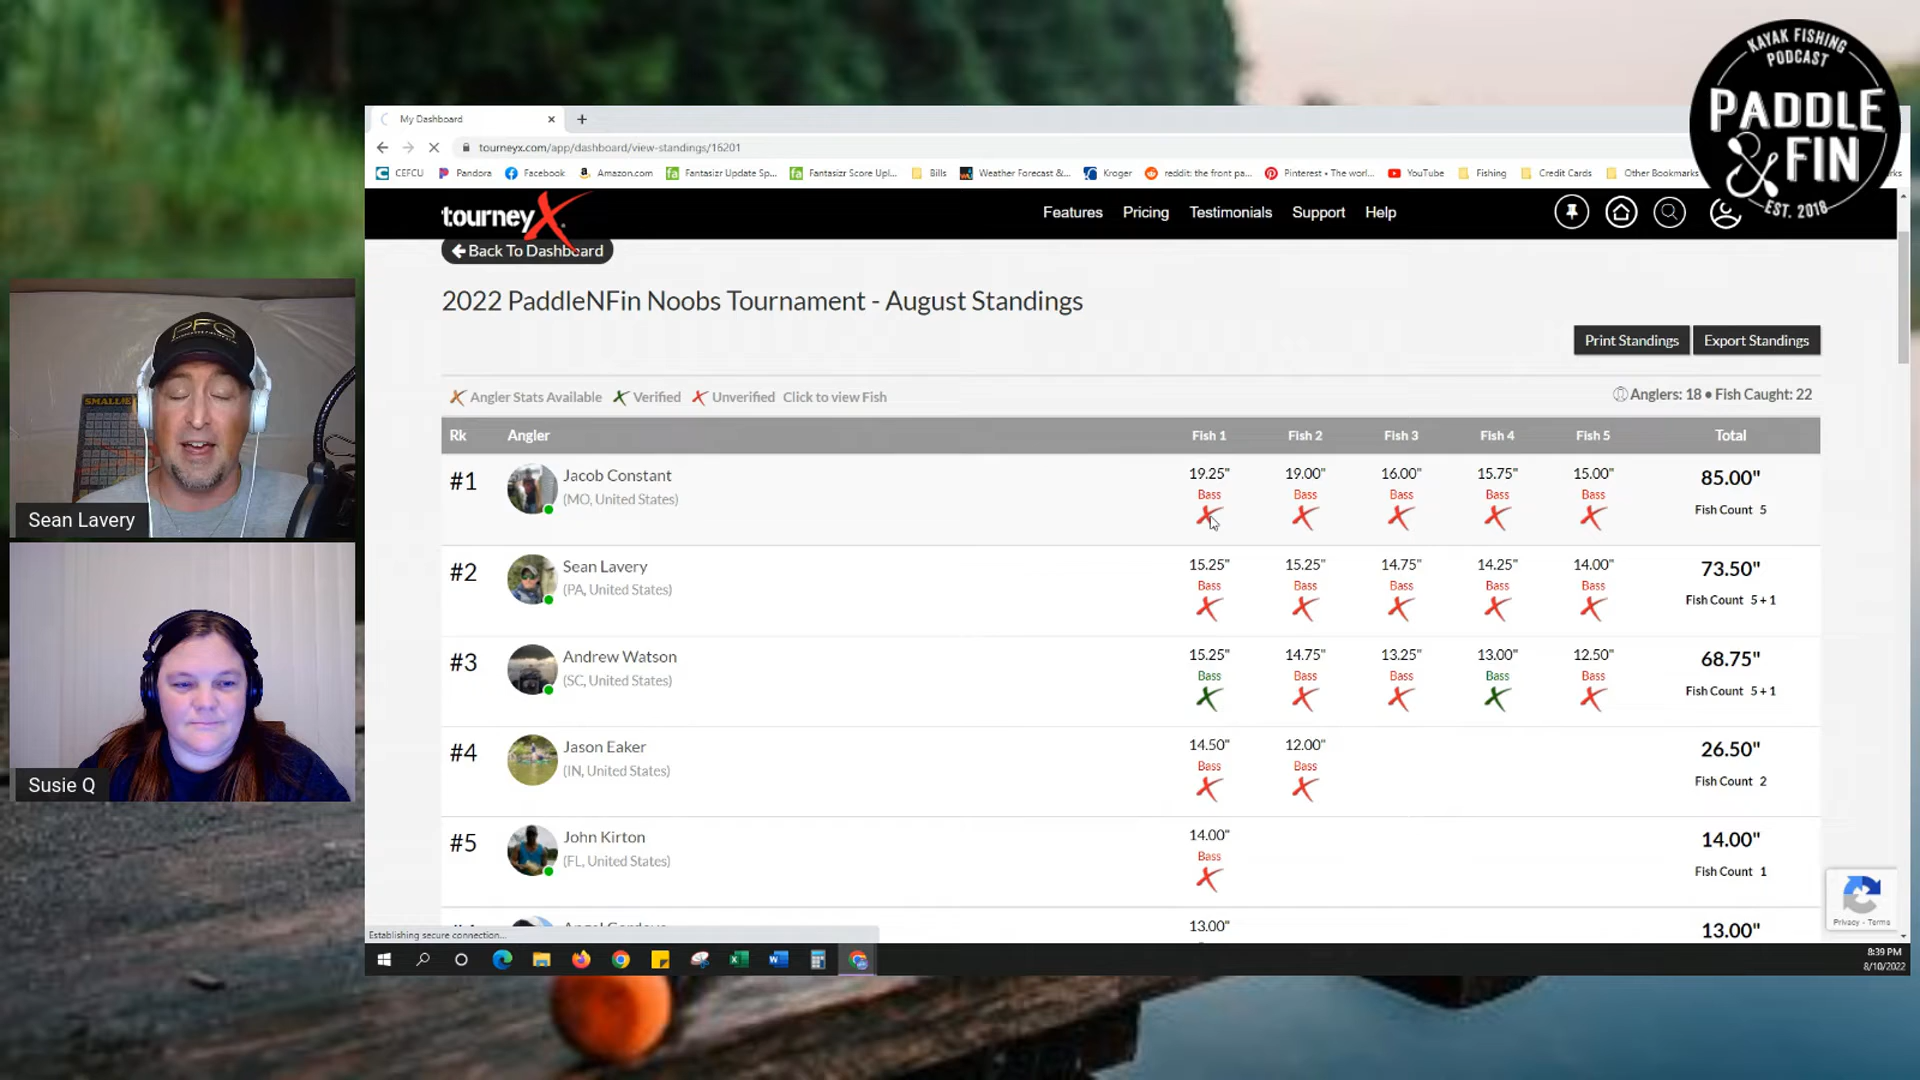 KAYAK FISHING
PODCAST
PADDLE
& FIN
EST. 2018
My Dashboard
tourneyx.com/app/dashboard/view-standings/16201
CEFCU Pandora Facebook Amazon.com Fantasizr Update Sp... Fantasizr Score Upl... Bills Weather Forecast &... Kroger reddit: the front pa... Pinterest • The worl... YouTube Fishing Credit Cards Other Bookmarks
tourneyX
Features Pricing Testimonials Support Help
Back To Dashboard
2022 PaddleNFin Noobs Tournament - August Standings
Print Standings Export Standings
Angler Stats Available Verified Unverified Click to view Fish
Anglers: 18 • Fish Caught: 22
Rk Angler Fish 1 Fish 2 Fish 3 Fish 4 Fish 5 Total
#1 Jacob Constant 19.25" 19.00" 16.00" 15.75" 15.00" 85.00"
(MO, United States) Bass Bass Bass Bass Bass Fish Count 5
#2 Sean Lavery 15.25" 15.25" 14.75" 14.25" 14.00" 73.50"
(PA, United States) Bass Bass Bass Bass Bass Fish Count 5 + 1
#3 Andrew Watson 15.25" 14.75" 13.25" 13.00" 12.50" 68.75"
(SC, United States) Bass Bass Bass Bass Bass Fish Count 5 + 1
#4 Jason Eaker 14.50" 12.00" 26.50"
(IN, United States) Bass Bass Fish Count 2
#5 John Kirton 14.00" 14.00"
(FL, United States) Bass Fish Count 1
13.00" 13.00"
Privacy - Terms
Establishing secure connection...
8:39 PM
8/10/2022
SMALLIE
PFG
Sean Lavery
Susie Q